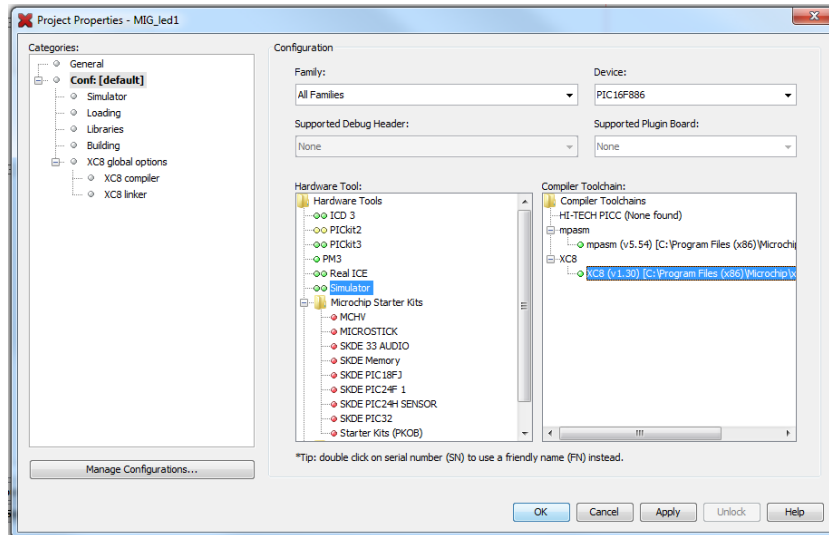 Project Properties - MIG_led1
Categories:
General
Conf: [default]
Simulator
Loading
Libraries
Building
XC8 global options
XC8 compiler
XC8 linker
Manage Configurations...
Configuration
Family:
All Families
Device:
PIC16F886
Supported Debug Header:
None
Supported Plugin Board:
None
Hardware Tool:
Hardware Tools
ICD 3
PICkit2
PICkit3
PM3
Real ICE
Simulator
Microchip Starter Kits
MCHV
MICROSTICK
SKDE 33 AUDIO
SKDE Memory
SKDE PIC18FJ
SKDE PIC24F 1
SKDE PIC24H SENSOR
SKDE PIC32
Starter Kits (PKOB)
Compiler Toolchain:
Compiler Toolchains
HI-TECH PICC (None found)
mpasm
mpasm (v5.54) [C:\Program Files (x86)\Microchip
XC8
XC8 (v1.30) [C:\Program Files (x86)\Microchip\x
*Tip: double click on serial number (SN) to use a friendly name (FN) instead.
OK Cancel Apply Unlock Help